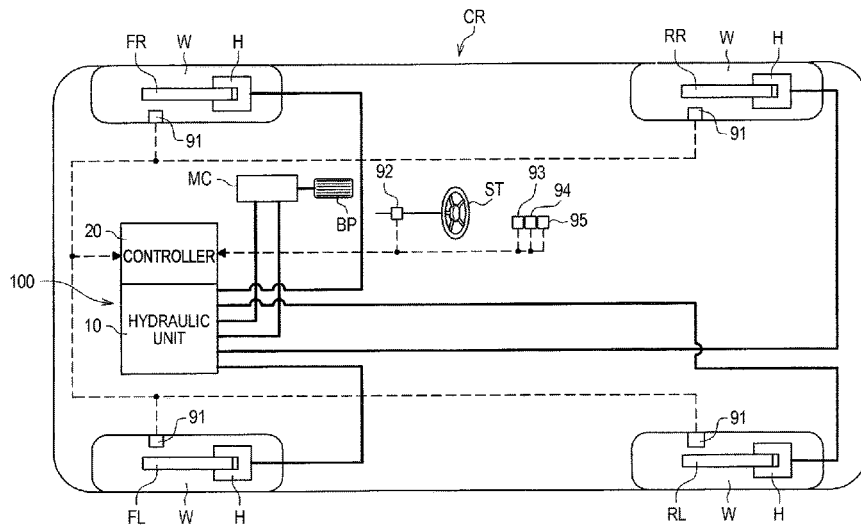 CR
FR
W
H
RR
W
H
91
91
MC
92
ST
93
94
95
BP
20
CONTROLLER
100
10
HYDRAULIC
UNIT
91
91
FL
W
H
RL
W
H